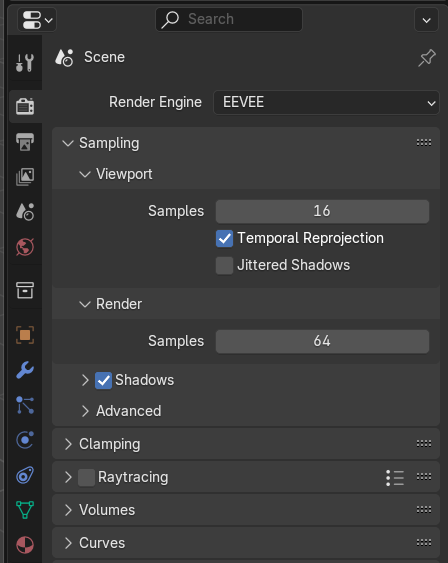 Search
Scene
Render Engine EEVEE
Sampling
Viewport
Samples 16
Temporal Reprojection
Jittered Shadows
Render
Samples 64
Shadows
Advanced
Clamping
Raytracing
Volumes
Curves